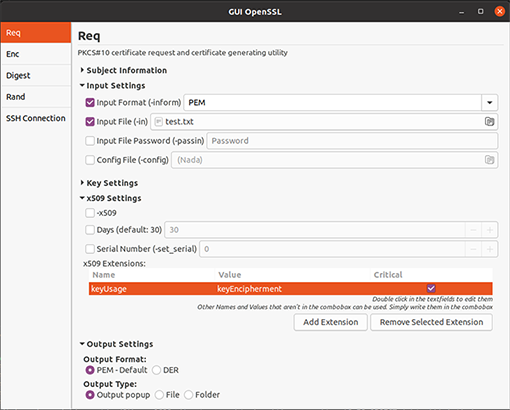 GUI OpenSSL
Req
Enc
Digest
Rand
SSH Connection
Req
PKCS#10 certificate request and certificate generating utility
Subject Information
Input Settings
Input Format (-inform) PEM
Input File (-in) test.txt
Input File Password (-passin) Password
Config File (-config) (Nada)
Key Settings
x509 Settings
-x509
Days (default: 30) 30
Serial Number (-set_serial) 0
x509 Extensions:
Name Value Critical
keyUsage keyEncipherment
Double click in the textfields to edit them
Other Names and Values that aren't in the combobox can be used. Simply write them in the combobox
Add Extension Remove Selected Extension
Output Settings
Output Format:
PEM - Default DER
Output Type:
Output popup File Folder